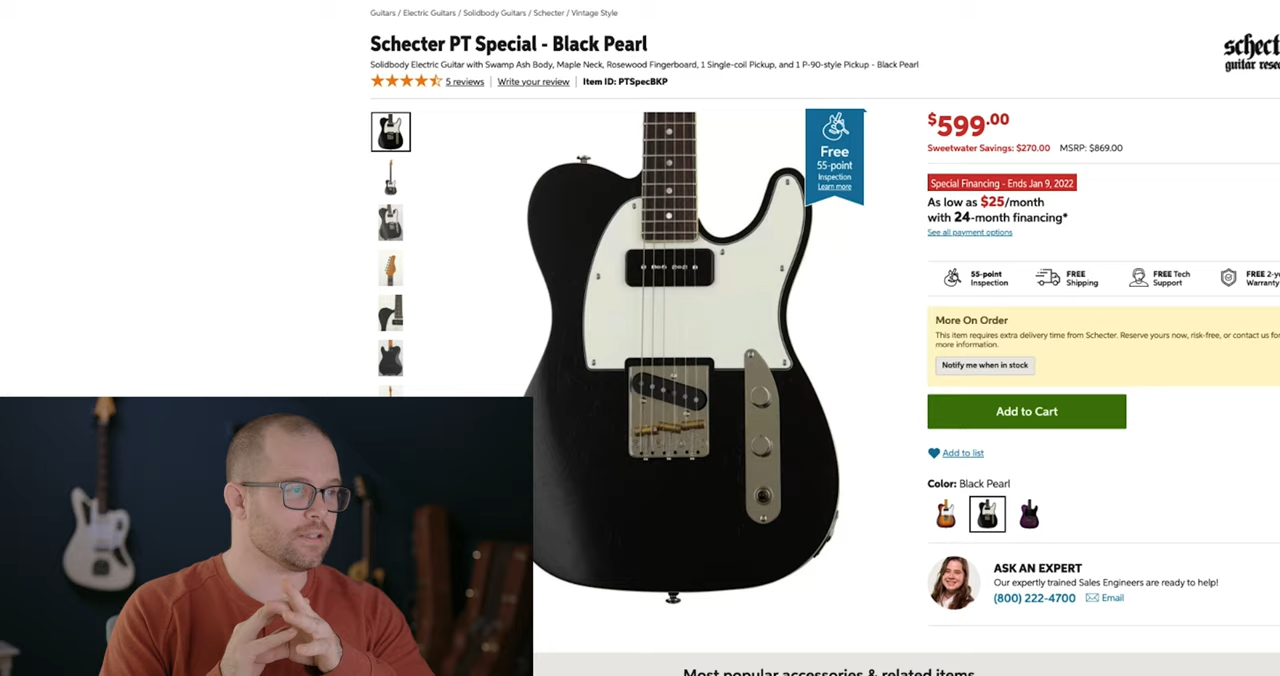 Guitars / Electric Guitars / Solidbody Guitars / Schecter / Vintage Style
Schecter PT Special - Black Pearl
Solidbody Electric Guitar with Swamp Ash Body, Maple Neck, Rosewood Fingerboard, 1 Single-coil Pickup, and 1 P-90-style Pickup - Black Pearl
5 reviews | Write your review | Item ID: PTSpecBKP
schect
guitar resea
Free
55-point
Inspection
Learn more
$599.00
Sweetwater Savings: $270.00 MSRP: $869.00
Special Financing - Ends Jan 9, 2022
As low as $25/month
with 24-month financing*
See all payment options
55-point
Inspection
FREE
Shipping
FREE Tech
Support
FREE 2-y
Warranty
More On Order
This item requires extra delivery time from Schecter. Reserve yours now, risk-free, or contact us for
more information.
Notify me when in stock
Add to Cart
Add to list
Color: Black Pearl
ASK AN EXPERT
Our expertly trained Sales Engineers are ready to help!
(800) 222-4700 Email
Most popular accessories & related items